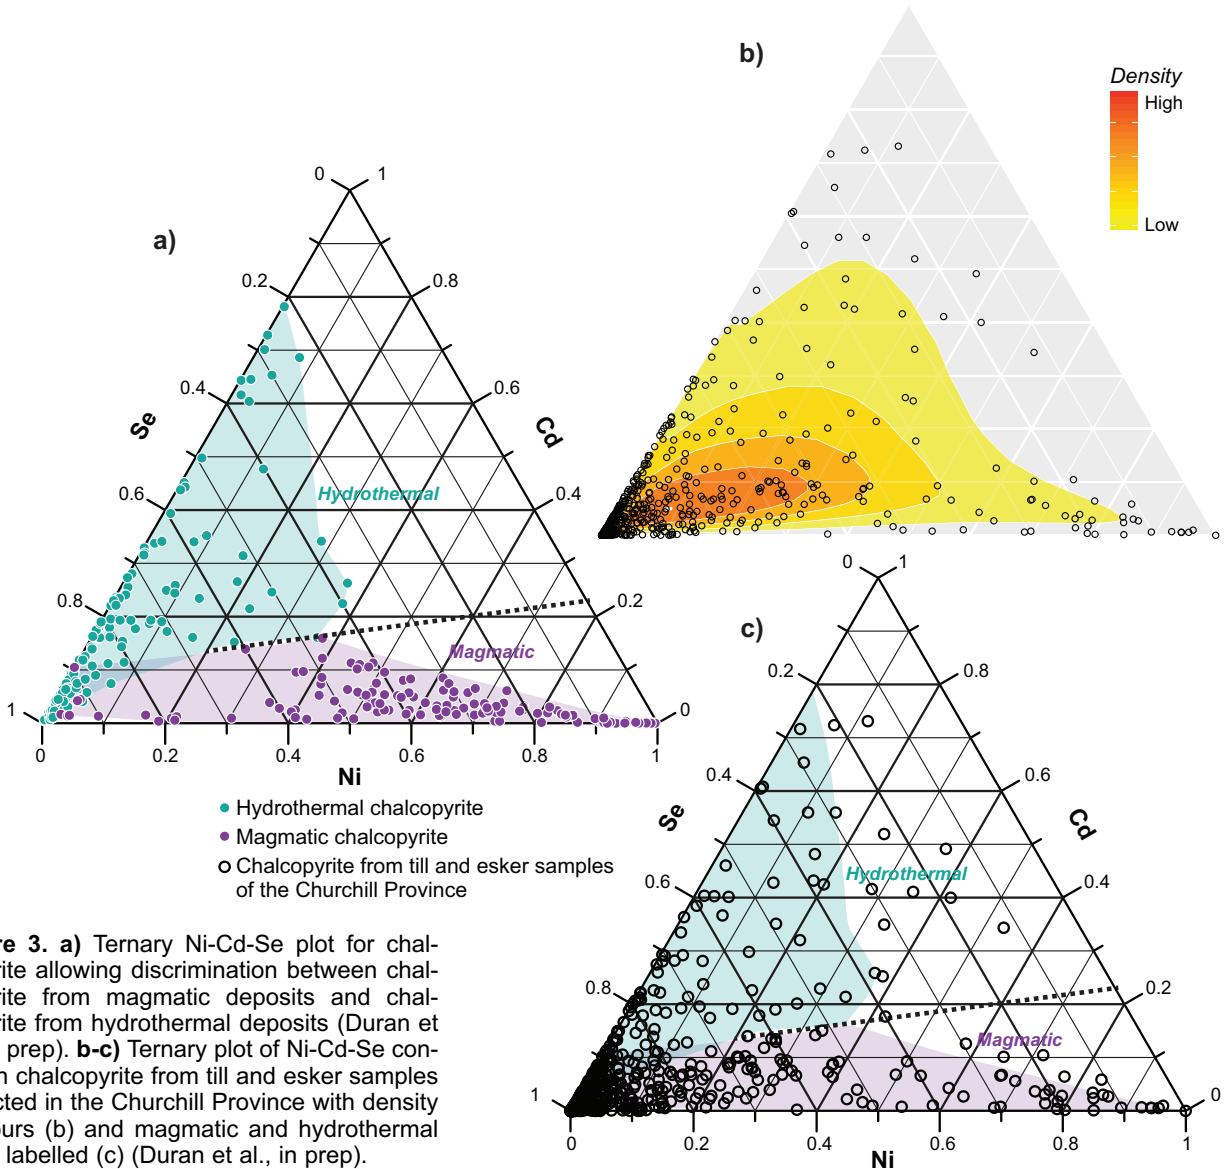 b)
Density
High
Low
a)
0 1
0.2 0.8
0.4 0.6
Se Cd
Hydrothermal
0.6 0.4
0.8 0.2
Magmatic
1 0
0 0.2 0.4 0.6 0.8 1
Ni
Hydrothermal chalcopyrite
Magmatic chalcopyrite
Chalcopyrite from till and esker samples
of the Churchill Province
c)
0 1
0.2 0.8
0.4 0.6
Se Cd
Hydrothermal
0.6 0.4
0.8 0.2
Magmatic
1 0
0 0.2 0.4 0.6 0.8 1
Ni
re 3. a) Ternary Ni-Cd-Se plot for chal-
rite allowing discrimination between chal-
rite from magmatic deposits and chal-
rite from hydrothermal deposits (Duran et
prep). b-c) Ternary plot of Ni-Cd-Se con-
n chalcopyrite from till and esker samples
cted in the Churchill Province with density
ours (b) and magmatic and hydrothermal
labelled (c) (Duran et al., in prep).